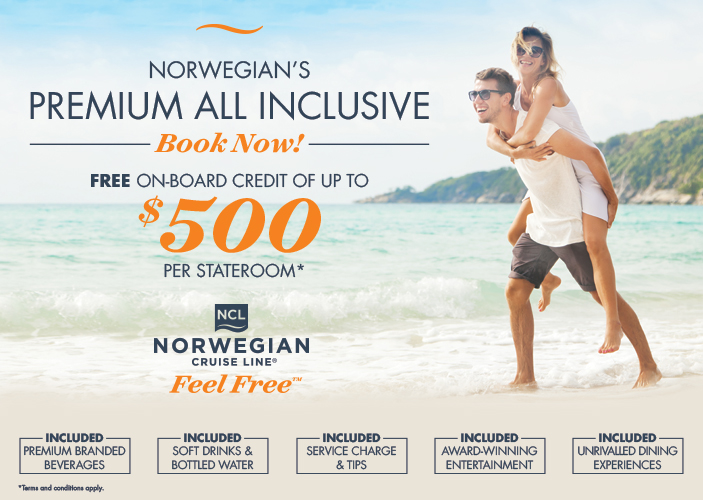 NORWEGIAN'S
PREMIUM ALL INCLUSIVE
Book Now!
FREE ON-BOARD CREDIT OF UP TO
$500
PER STATEROOM*
NCL
NORWEGIAN
CRUISE LINE®
Feel Free™
INCLUDED
PREMIUM BRANDED
BEVERAGES
INCLUDED
SOFT DRINKS &
BOTTLED WATER
INCLUDED
SERVICE CHARGE
& TIPS
INCLUDED
AWARD-WINNING
ENTERTAINMENT
INCLUDED
UNRIVALLED DINING
EXPERIENCES
*Terms and conditions apply.